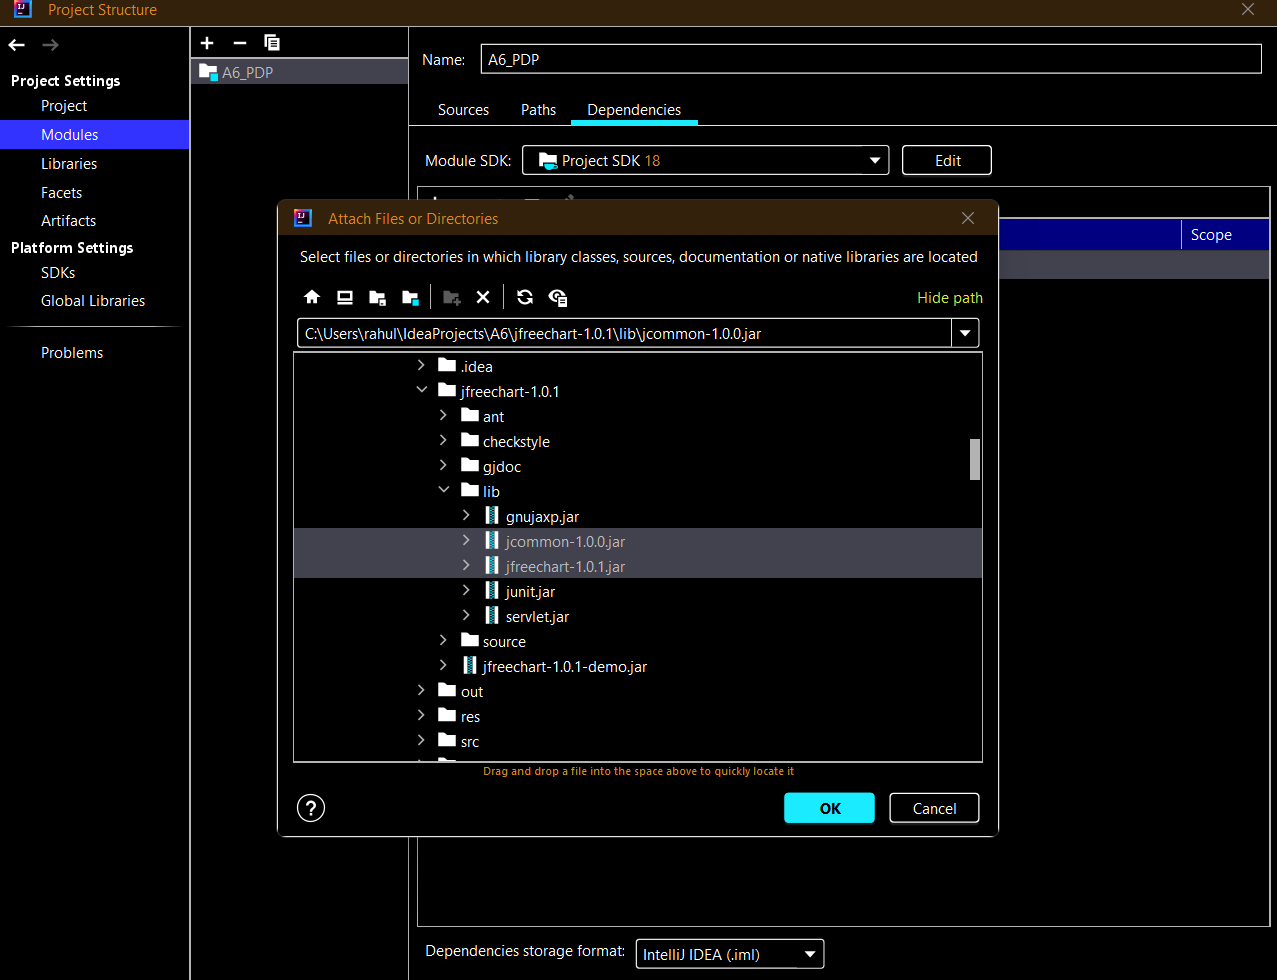 Project Structure
Project Settings
Project
Modules
Libraries
Facets
Artifacts
Platform Settings
SDKs
Global Libraries
Problems
A6_PDP
Name: A6_PDP
Sources Paths Dependencies
Module SDK: Project SDK 18 Edit
Scope
Attach Files or Directories
Select files or directories in which library classes, sources, documentation or native libraries are located
Hide path
C:\Users\rahul\IdeaProjects\A6\jfreechart-1.0.1\lib\jcommon-1.0.0.jar
.idea
jfreechart-1.0.1
ant
checkstyle
gjdoc
lib
gnujaxp.jar
jcommon-1.0.0.jar
jfreechart-1.0.1.jar
junit.jar
servlet.jar
source
jfreechart-1.0.1-demo.jar
out
res
src
Drag and drop a file into the space above to quickly locate it
? OK Cancel
Dependencies storage format: IntelliJ IDEA (.iml)